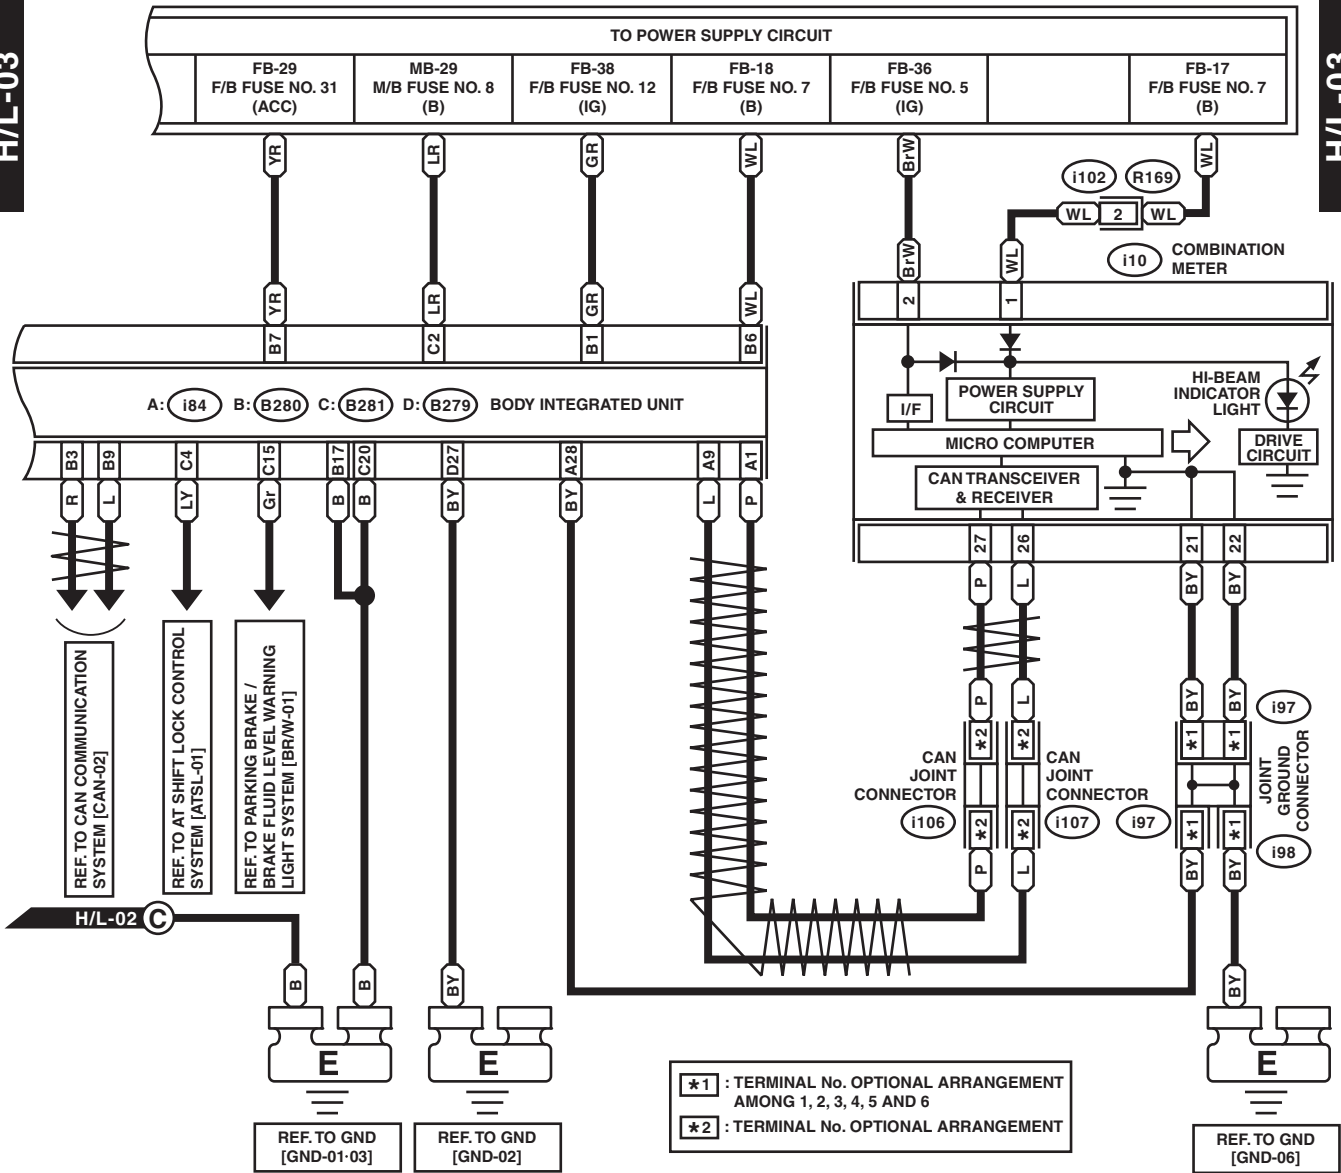 H/L-03
H/L-03
TO POWER SUPPLY CIRCUIT
FB-29
F/B FUSE NO. 31
(ACC)
MB-29
M/B FUSE NO. 8
(B)
FB-38
F/B FUSE NO. 12
(IG)
FB-18
F/B FUSE NO. 7
(B)
FB-36
F/B FUSE NO. 5
(IG)
FB-17
F/B FUSE NO. 7
(B)
YR
LR
GR
WL
BrW
WL
i102
R169
WL
2
WL
i10
COMBINATION
METER
YR
LR
GR
WL
BrW
WL
2
1
B7
C2
B1
B6
A:
i84
B:
B280
C:
B281
D:
B279
BODY INTEGRATED UNIT
I/F
POWER SUPPLY
CIRCUIT
HI-BEAM
INDICATOR
LIGHT
MICRO COMPUTER
DRIVE
CIRCUIT
CAN TRANSCEIVER
& RECEIVER
B3
B9
C4
C15
B17
C20
D27
A28
A9
A1
R
L
LY
Gr
B
B
BY
BY
L
P
27
26
21
22
P
L
BY
BY
REF. TO CAN COMMUNICATION
SYSTEM [CAN-02]
REF. TO AT SHIFT LOCK CONTROL
SYSTEM [ATSL-01]
REF. TO PARKING BRAKE /
BRAKE FLUID LEVEL WARNING
LIGHT SYSTEM [BR/W-01]
P
L
BY
BY
i97
*2
*2
*1
*1
CAN
JOINT
CONNECTOR
CAN
JOINT
CONNECTOR
JOINT
GROUND
CONNECTOR
i106
*2
*2
i107
i97
*1
*1
i98
P
L
BY
BY
H/L-02
C
B
B
BY
BY
E
E
E
REF. TO GND
[GND-01·03]
REF. TO GND
[GND-02]
*1 : TERMINAL No. OPTIONAL ARRANGEMENT
AMONG 1, 2, 3, 4, 5 AND 6
*2 : TERMINAL No. OPTIONAL ARRANGEMENT
REF. TO GND
[GND-06]